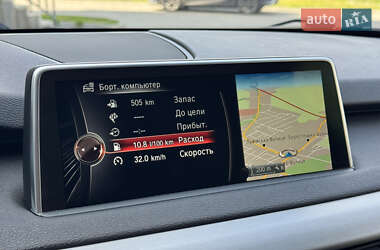 auto RIA
Борт. компьютер
505 km Запас
--- До цели
--:-- Прибыт.
10.8 l/100 km Расход
32.0 km/h Скорость
200 m